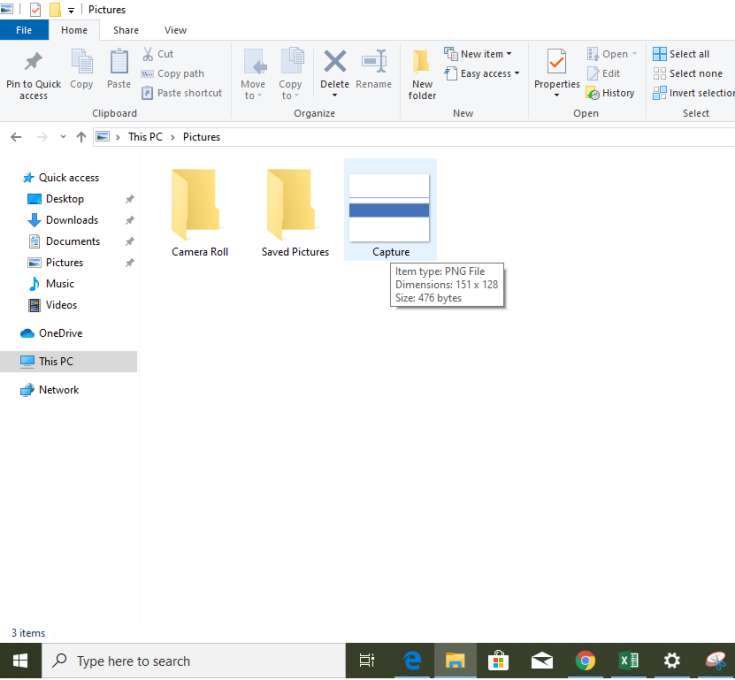 Pictures
File Home Share View
Pin to Quick access
Copy
Paste
Cut
Copy path
Paste shortcut
Clipboard
Move to
Copy to
Delete
Rename
Organize
New folder
New item
Easy access
New
Properties
Open
Edit
History
Open
Select all
Select none
Invert selection
Select
This PC > Pictures
Quick access
Desktop
Downloads
Documents
Pictures
Music
Videos
OneDrive
This PC
Network
Camera Roll
Saved Pictures
Capture
Item type: PNG File
Dimensions: 151 x 128
Size: 476 bytes
3 items
Type here to search